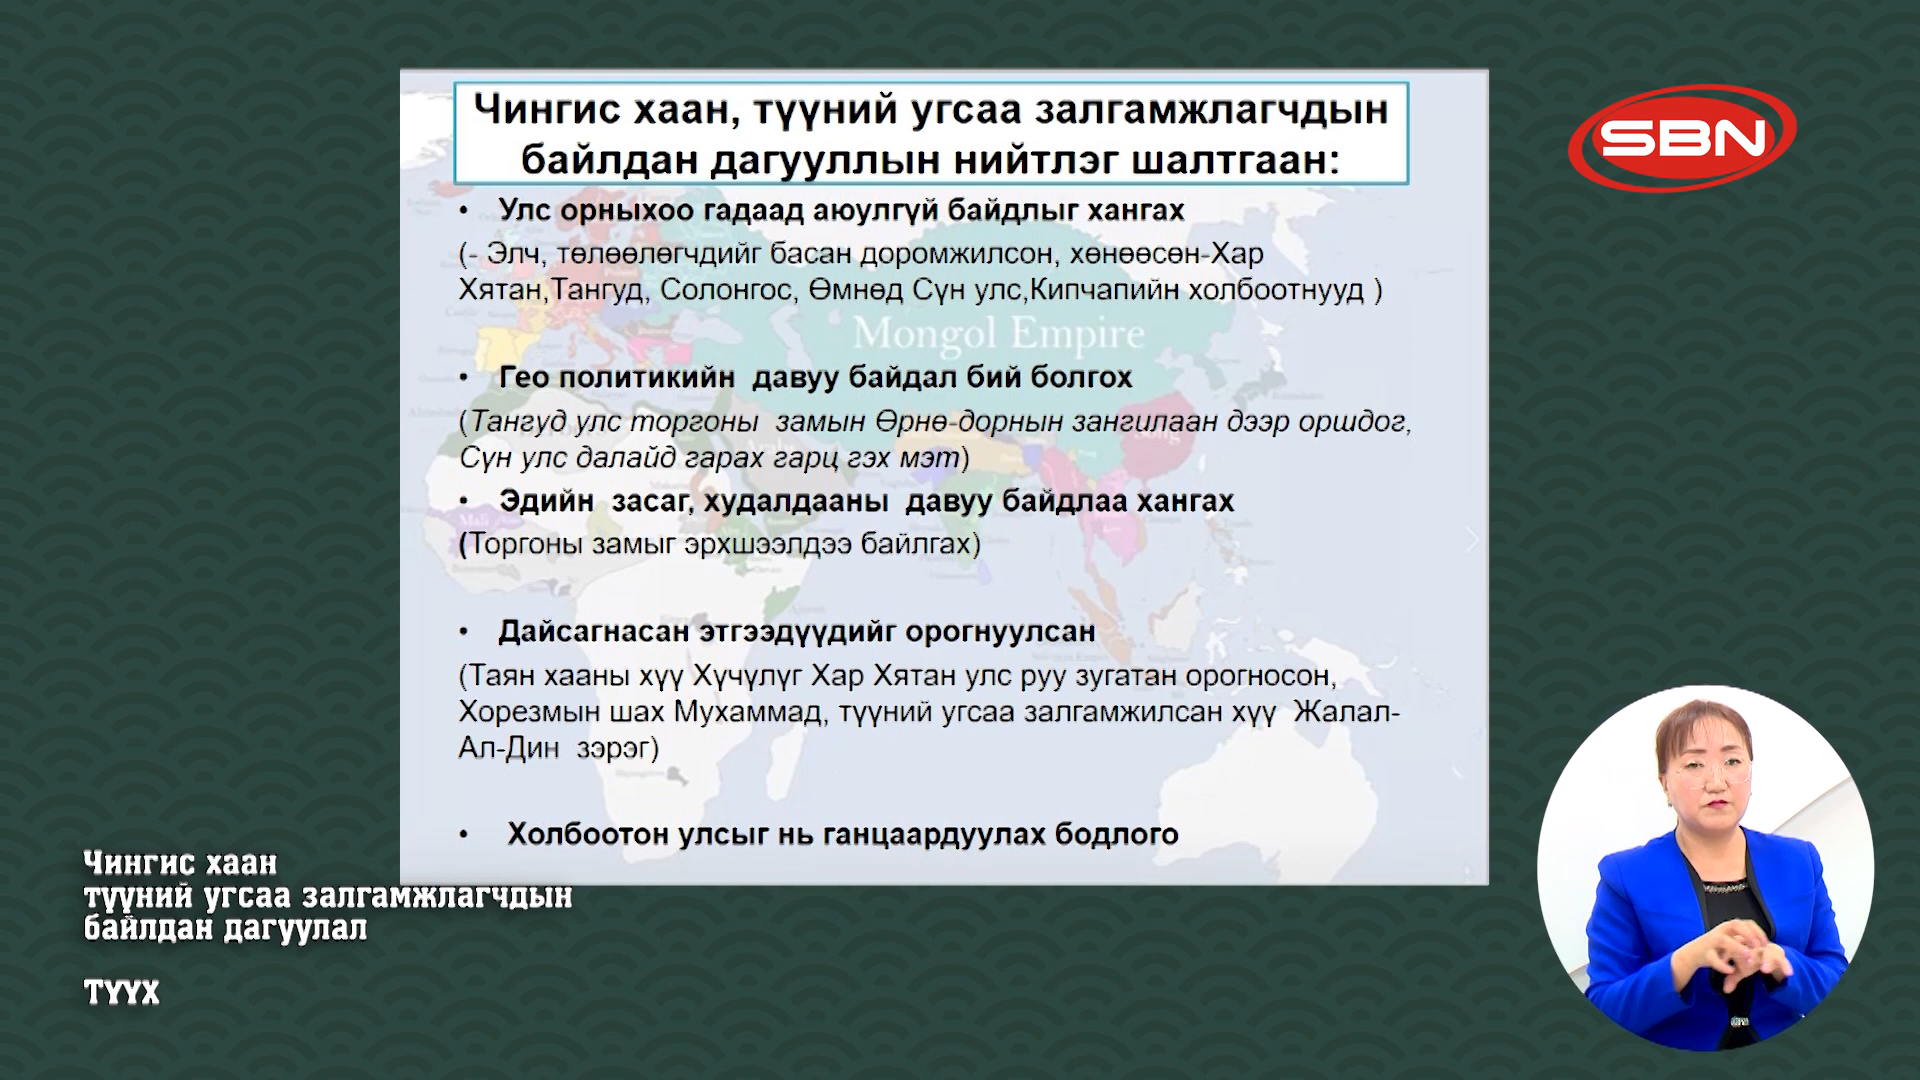 Чингис хаан, түүний угсаа залгамжлагчдын
байлдан дагууллын нийтлэг шалтгаан:
• Улс орныхоо гадаад аюулгүй байдлыг хангах
(- Элч, төлөөлөгчдийг басан доромжилсон, хөнөөсөн-Хар
Хятан,Тангуд, Солонгос, Өмнөд Сүн улс,Кипчапийн холбоотнууд )
Mongol Empire
• Гео политикийн давуу байдал бий болгох
(Тангуд улс торгоны замын Өрнө-дорнын зангилаан дээр оршдог,
Song
Сүн улс далайд гарах гарц гэх мэт)
• Эдийн засаг, худалдааны давуу байдлаа хангах
Mali
(Торгоны замыг эрхшээлдээ байлгах)
• Дайсагнасан этгээдүүдийг орогнуулсан
(Таян хааны хүү Хүчүлүг Хар Хятан улс руу зугатан орогносон,
Хорезмын шах Мухаммад, түүний угсаа залгамжилсан хүү Жалал-
Ал-Дин зэрэг)
• Холбоотон улсыг нь ганцаардуулах бодлого
SBN
Чингис хаан
түүний угсаа залгамжлагчдын
байлдан дагуулал
ТҮҮХ